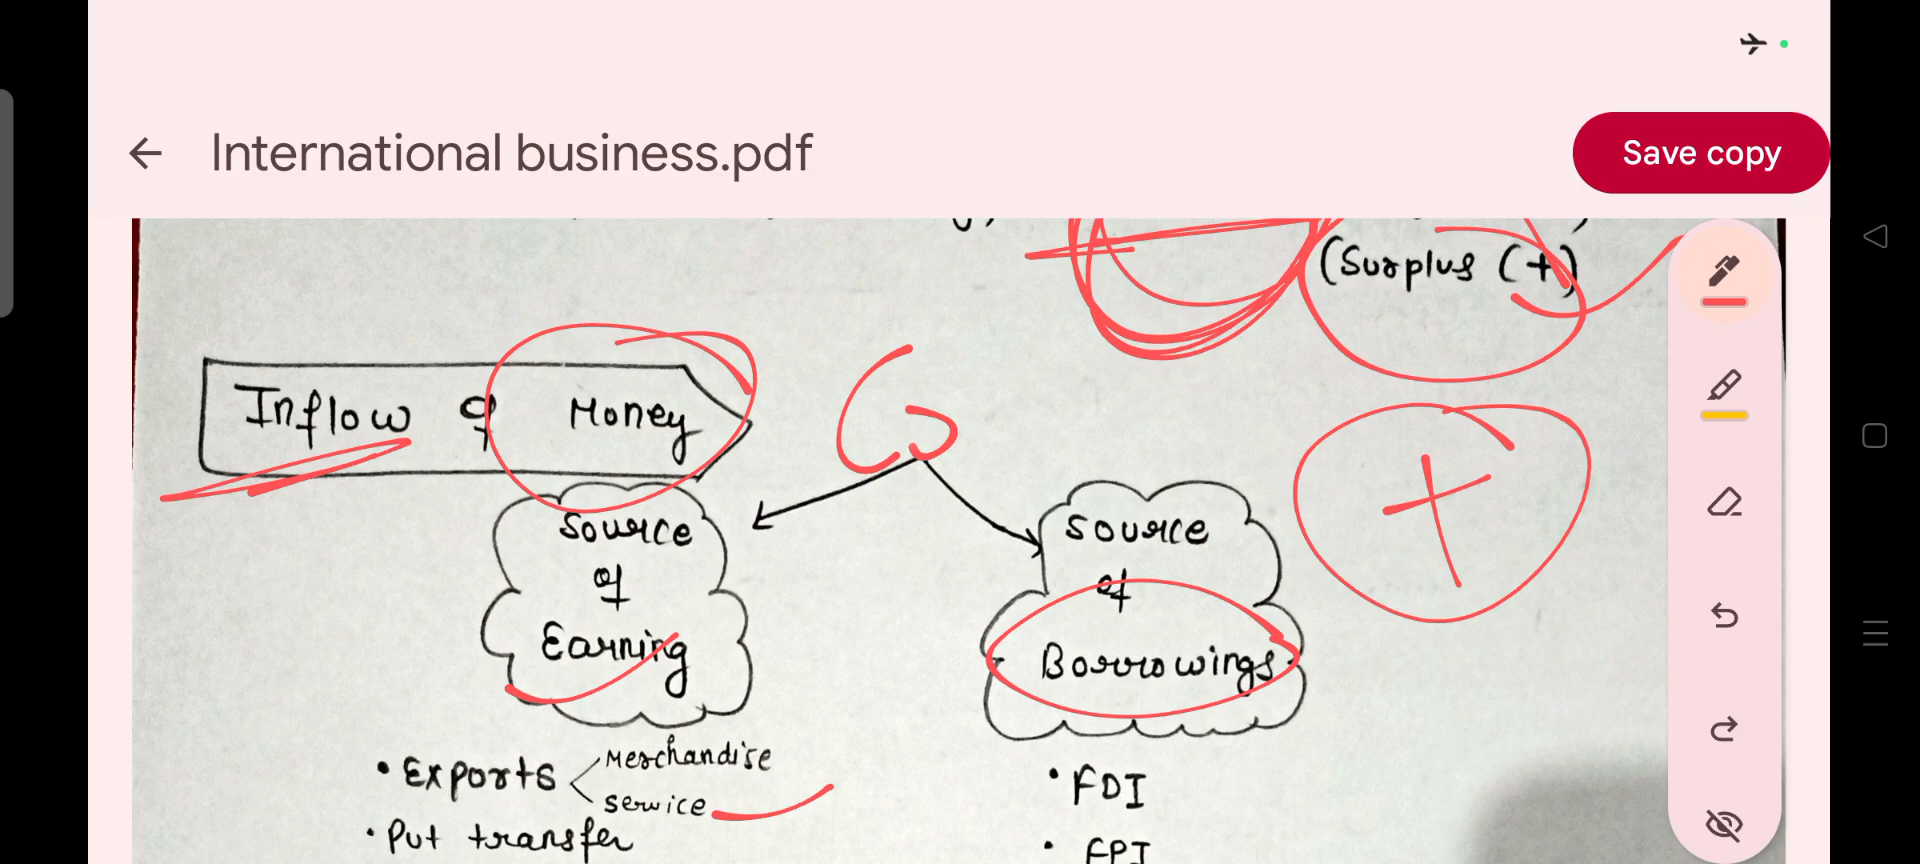 International business.pdf
Save copy
(Surplus (+)
Inflow of Money
Source
of
Earning
Source
of
Borrowings
• Exports
Merchandise
Service
• Put transfer
• FDI
• FPI